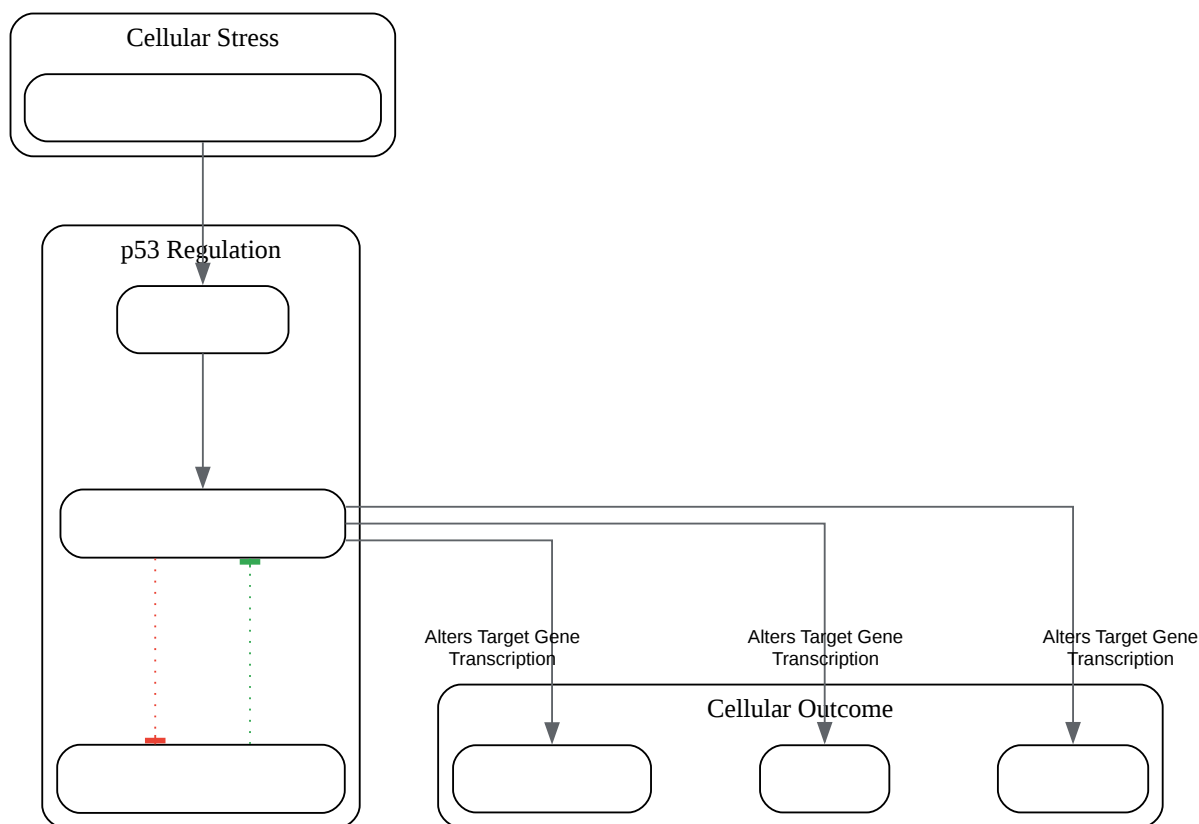 Cellular Stress
p53 Regulation
Alters Target Gene
Transcription
Alters Target Gene
Transcription
Alters Target Gene
Transcription
Cellular Outcome